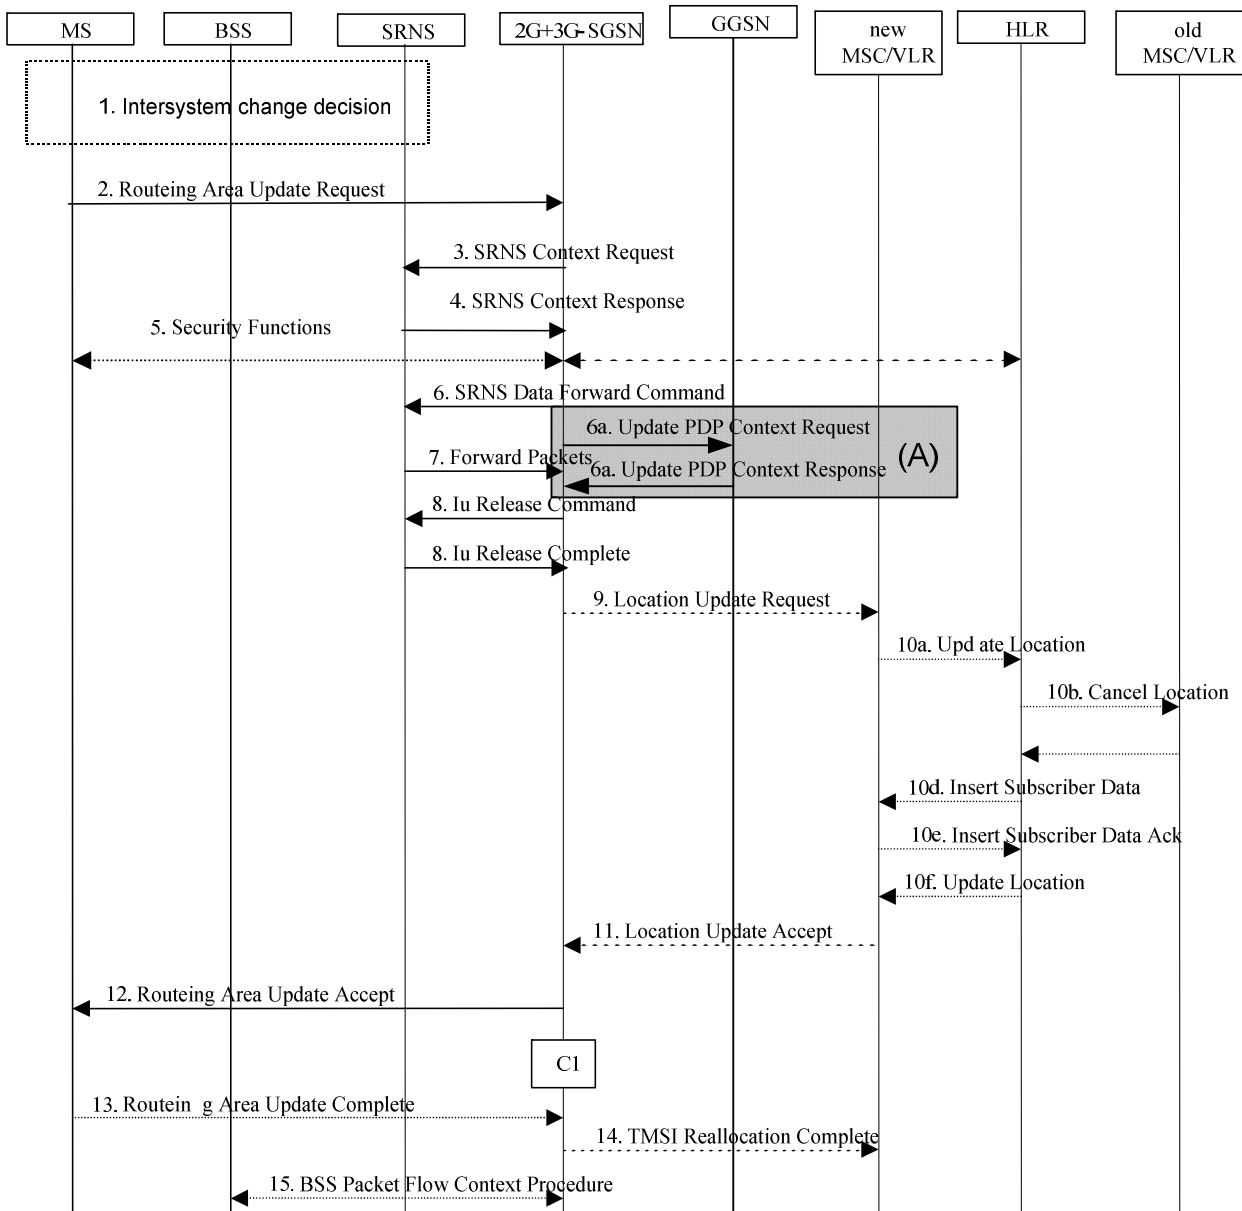 MS
BSS
SRNS
2G+3G-SGSN
GGSN
new
MSC/VLR
HLR
old
MSC/VLR
1. Intersystem change decision
2. Routeing Area Update Request
3. SRNS Context Request
4. SRNS Context Response
5. Security Functions
6. SRNS Data Forward Command
6a. Update PDP Context Request
(A)
7. Forward Packets
6a. Update PDP Context Response
8. Iu Release Command
8. Iu Release Complete
9. Location Update Request
10a. Upd ate Location
10b. Cancel Location
10d. Insert Subscriber Data
10e. Insert Subscriber Data Ack
10f. Update Location
11. Location Update Accept
12. Routeing Area Update Accept
C1
13. Routein g Area Update Complete
14. TMSI Reallocation Complete
15. BSS Packet Flow Context Procedure